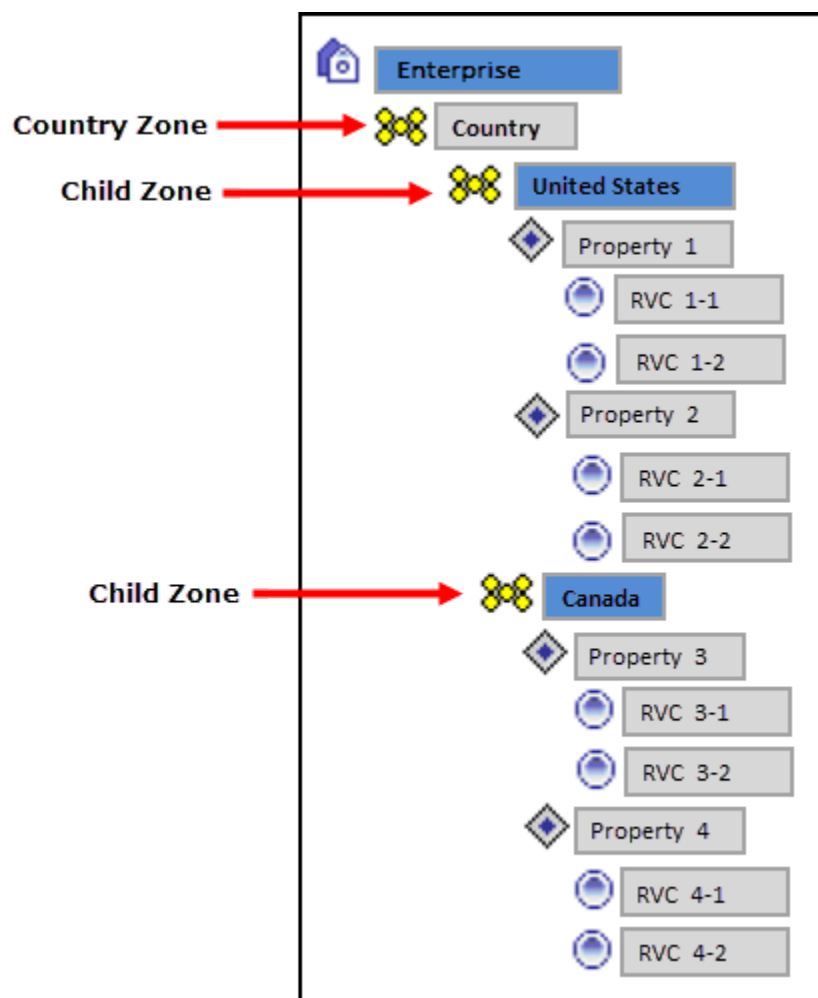 Enterprise
Country Zone Country
Child Zone United States
Property 1
RVC 1-1
RVC 1-2
Property 2
RVC 2-1
RVC 2-2
Child Zone Canada
Property 3
RVC 3-1
RVC 3-2
Property 4
RVC 4-1
RVC 4-2